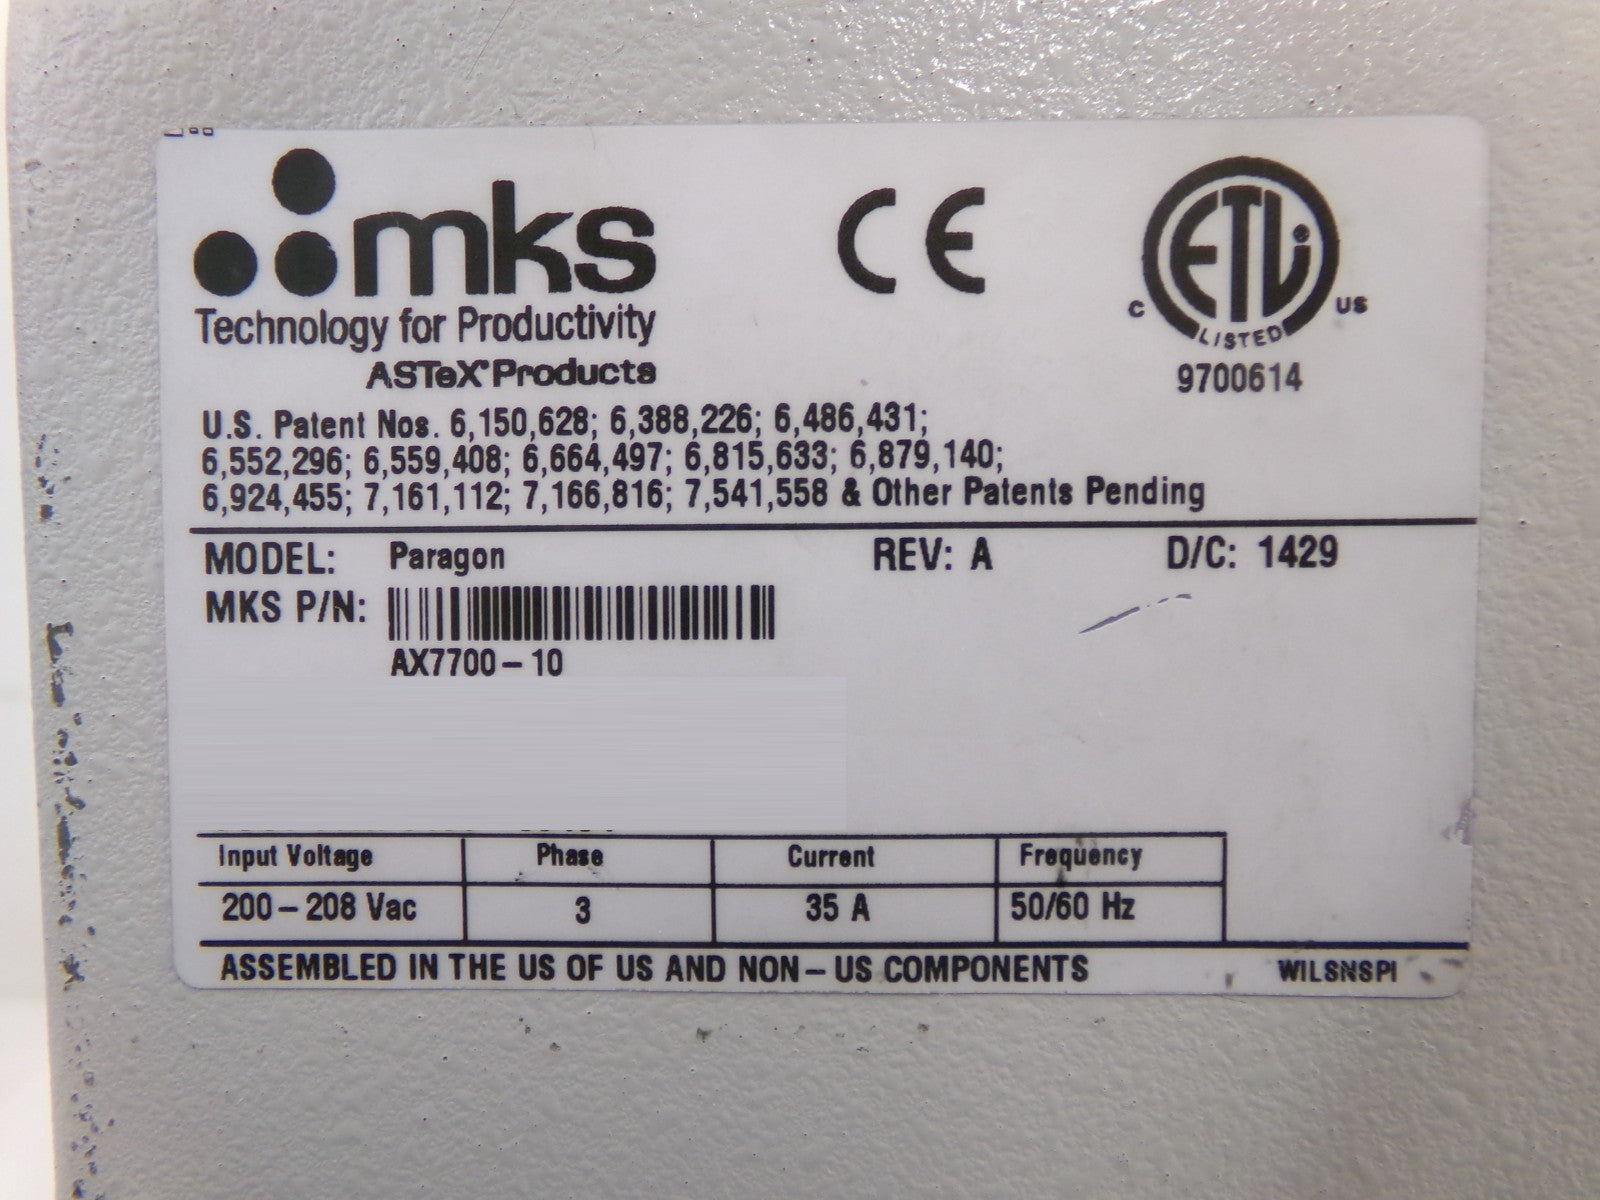 mks
Technology for Productivity
ASTeX® Products
CE
ETL
C LISTED US
9700614
U.S. Patent Nos. 6,150,628; 6,388,226; 6,486,431;
6,552,296; 6,559,408; 6,664,497; 6,815,633; 6,879,140;
6,924,455; 7,161,112; 7,166,816; 7,541,558 & Other Patents Pending
MODEL: Paragon REV: A D/C: 1429
MKS P/N:
AX7700-10
Input Voltage Phase Current Frequency
200-208 Vac 3 35 A 50/60 Hz
ASSEMBLED IN THE US OF US AND NON-US COMPONENTS WILSNSPI